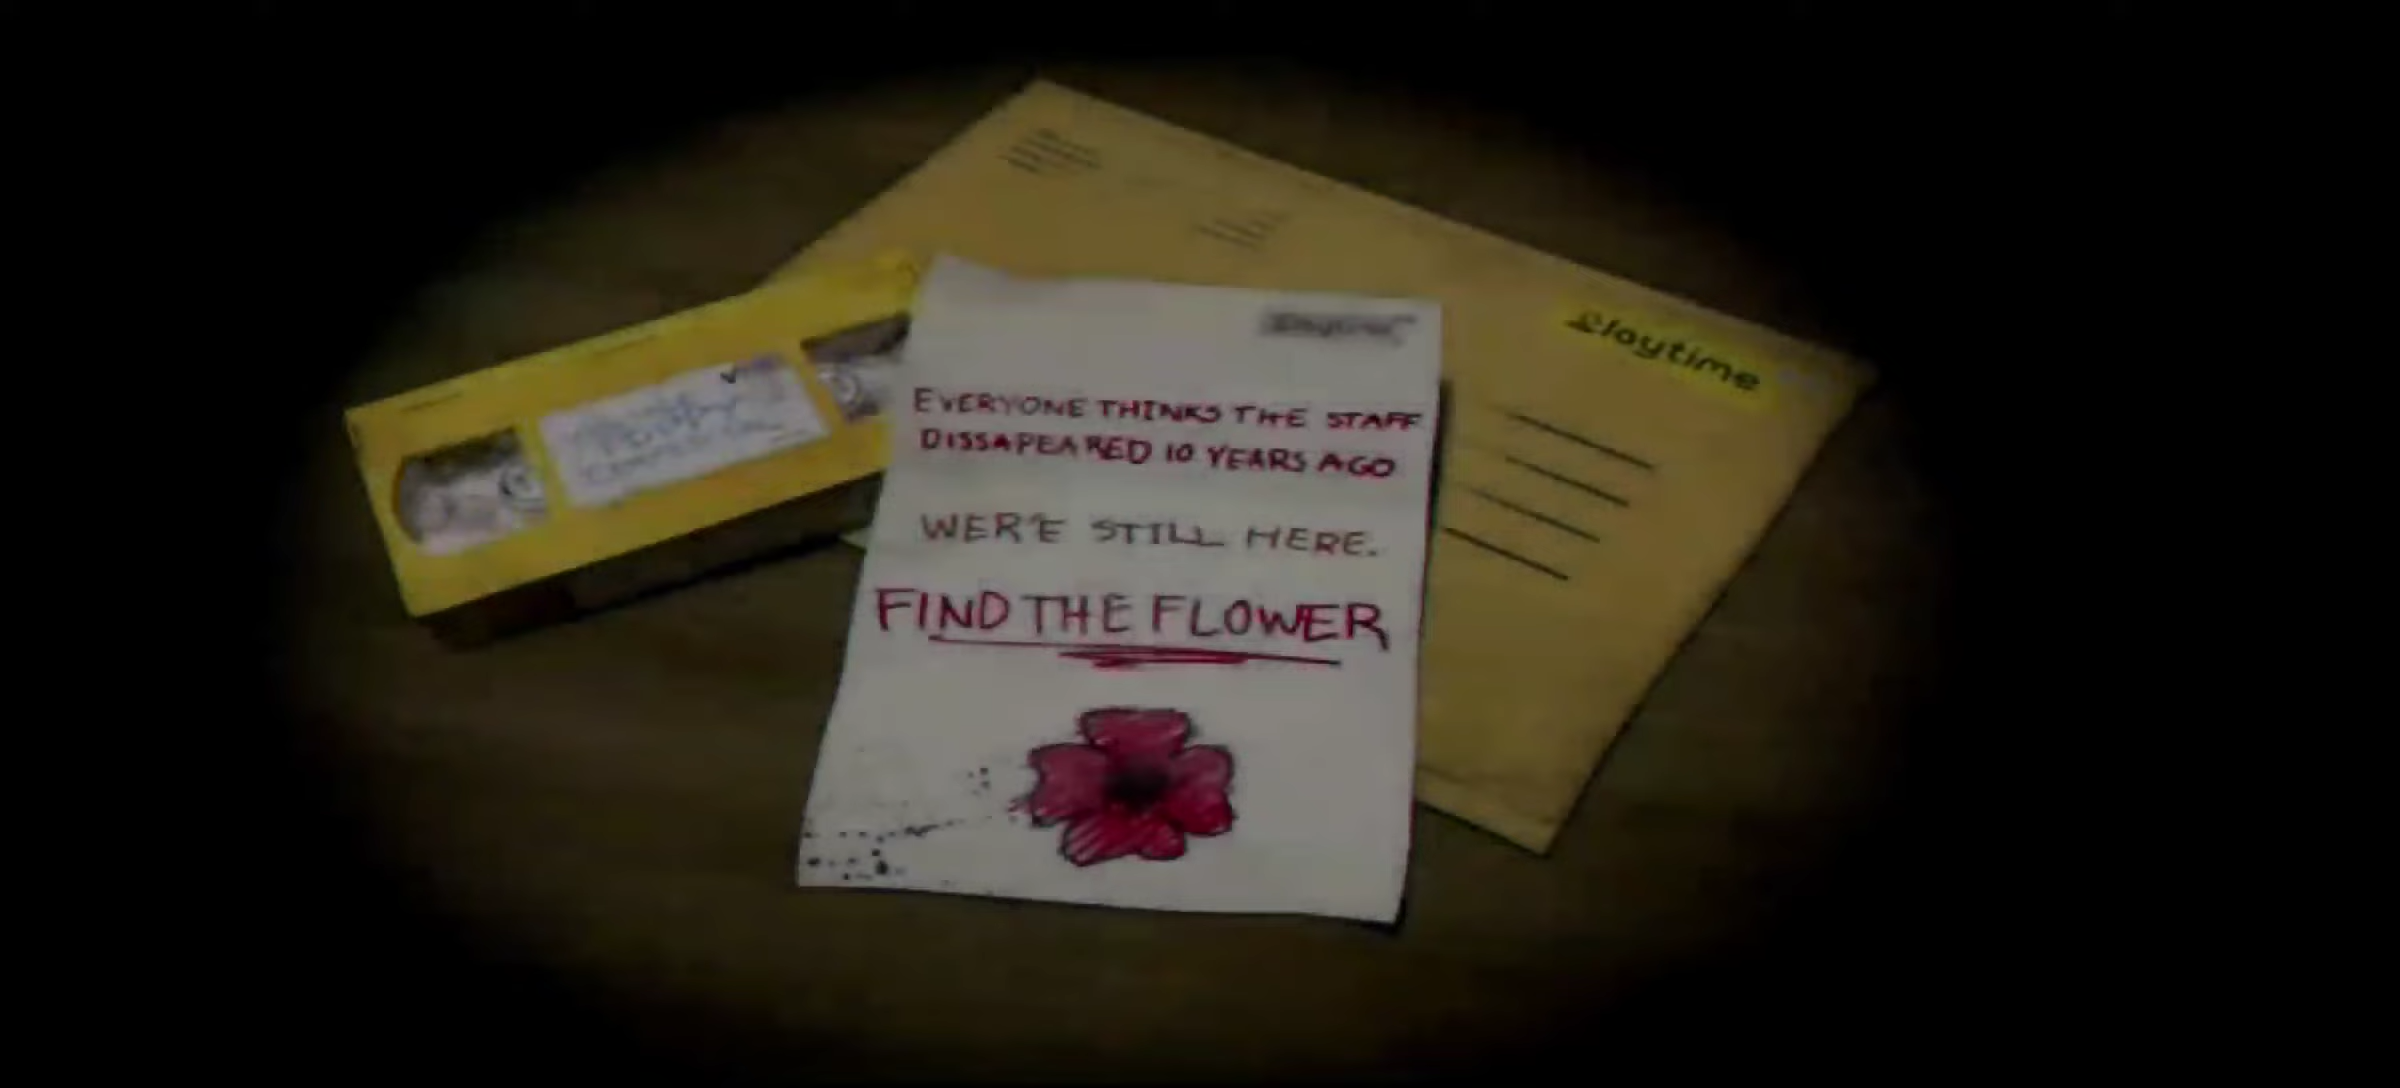 Playtime
EVERYONE THINKS THE STAFF
DISSAPEARED 10 YEARS AGO
WER'E STILL HERE.
FIND THE FLOWER